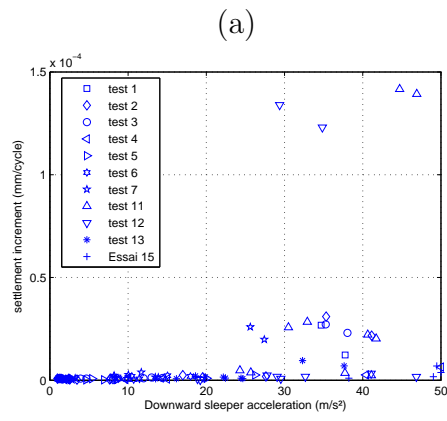 (a)
x 10⁻⁴
1.5
1
0.5
0
settlement increment (mm/cycle)
test 1
test 2
test 3
test 4
test 5
test 6
test 7
test 11
test 12
test 13
Essai 15
0 10 20 30 40 50
Downward sleeper acceleration (m/s²)